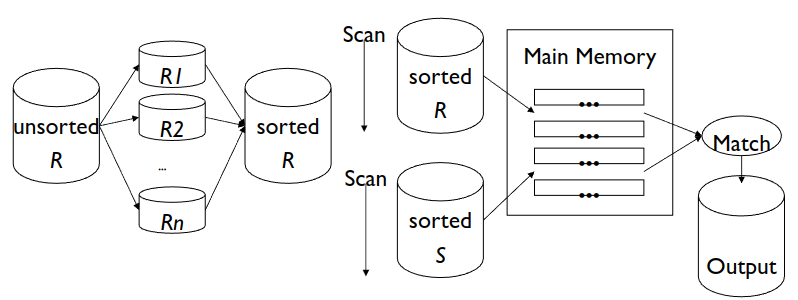 unsorted
R
R1
R2
...
Rn
sorted
R
Scan
sorted
R
Scan
sorted
S
Main Memory
...
...
...
...
Match
Output